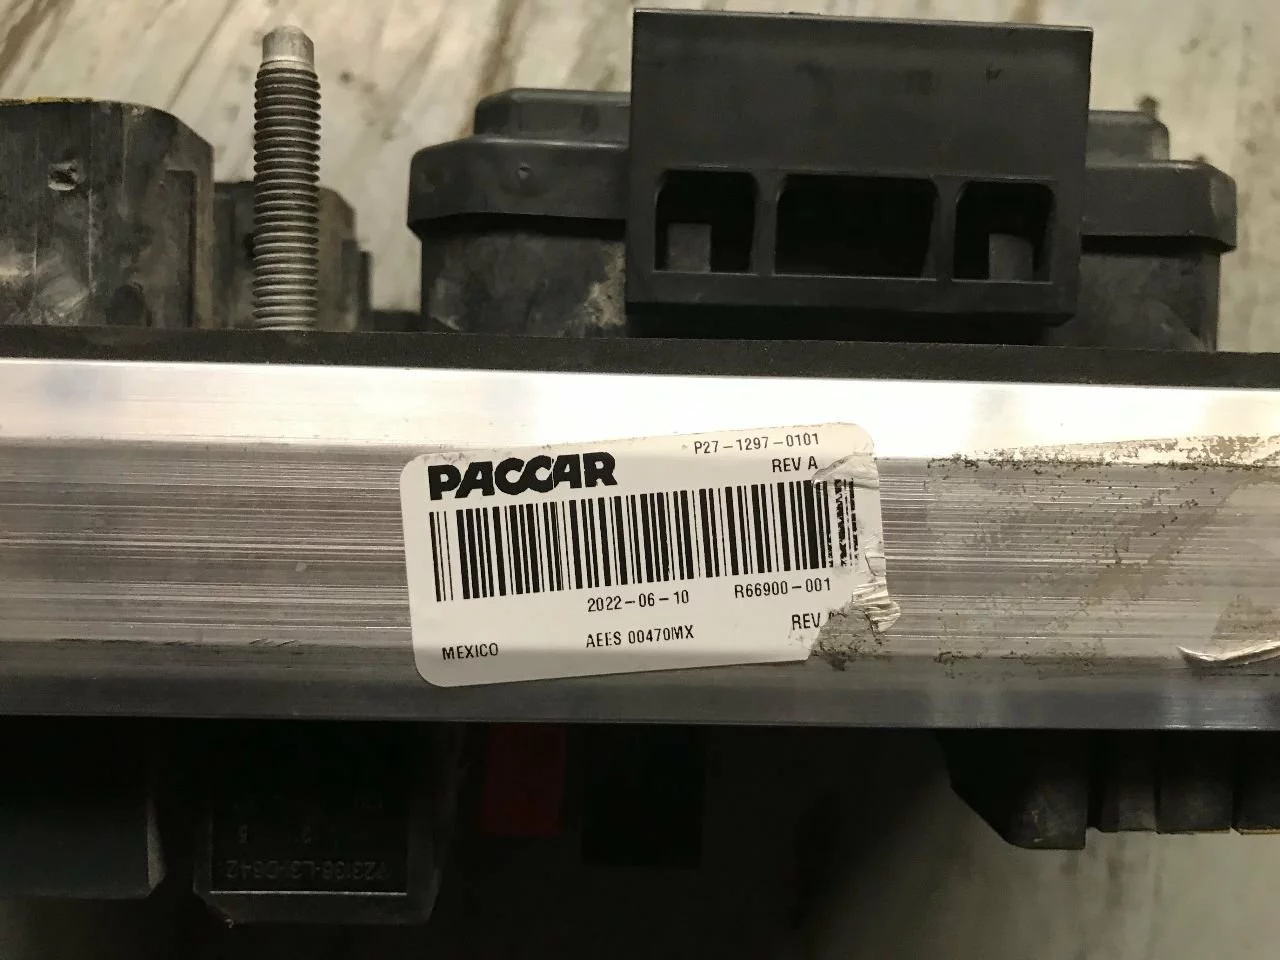 P27-1297-0101
PACCAR
REV A
2022-06-10 R66900-001
REV
MEXICO AEES 00470MX